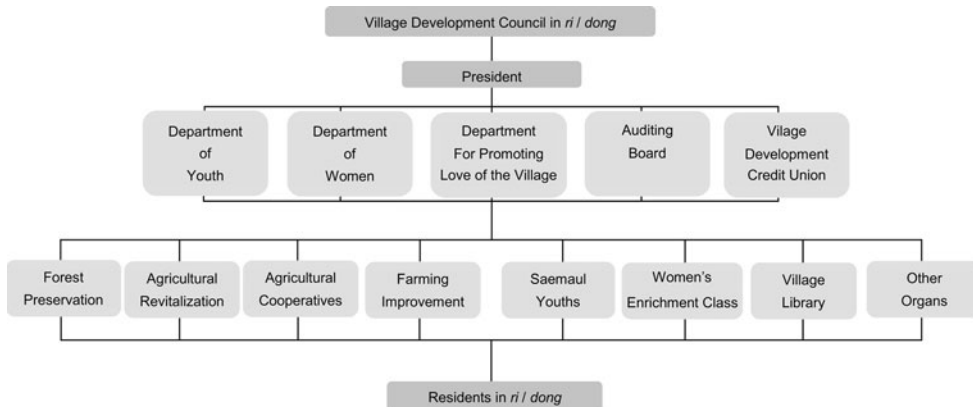 Village Development Council in ri / dong
President
Department
of
Youth
Department
of
Women
Department
For Promoting
Love of the Village
Auditing
Board
Vilage
Development
Credit Union
Forest
Preservation
Agricultural
Revitalization
Agricultural
Cooperatives
Farming
Improvement
Saemaul
Youths
Women's
Enrichment Class
Village
Library
Other
Organs
Residents in ri / dong